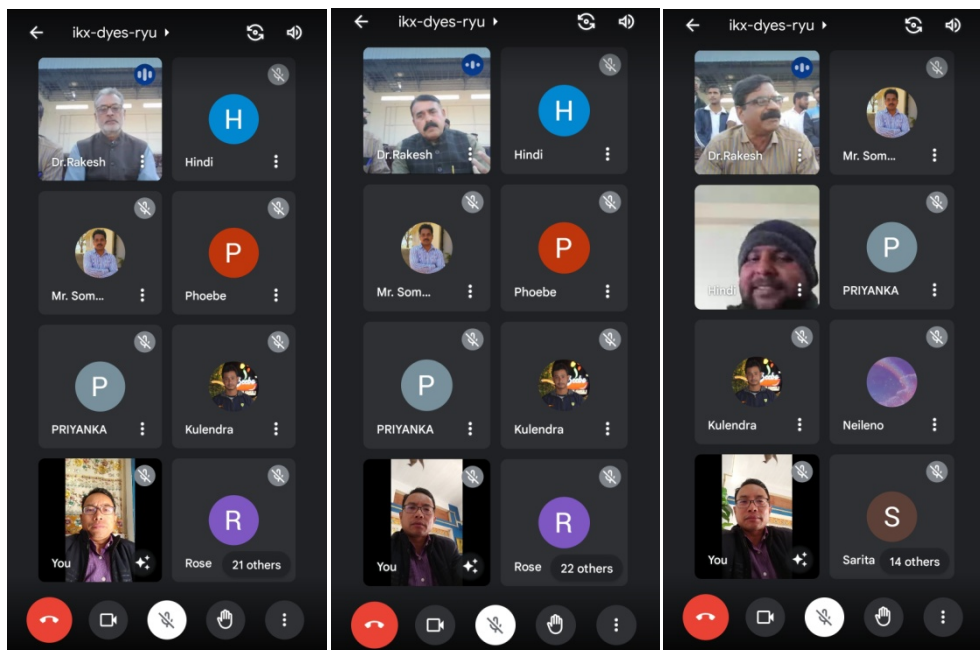 ikx-dyes-ryu
Dr.Rakesh
H
Hindi
Mr. Som...
P
Phoebe
P
PRIYANKA
Kulendra
You
R
Rose
21 others
ikx-dyes-ryu
Dr.Rakesh
H
Hindi
Mr. Som...
P
Phoebe
P
PRIYANKA
Kulendra
You
R
Rose
22 others
ikx-dyes-ryu
Dr.Rakesh
Mr. Som...
Hindi
P
PRIYANKA
Kulendra
Neileno
You
S
Sarita
14 others